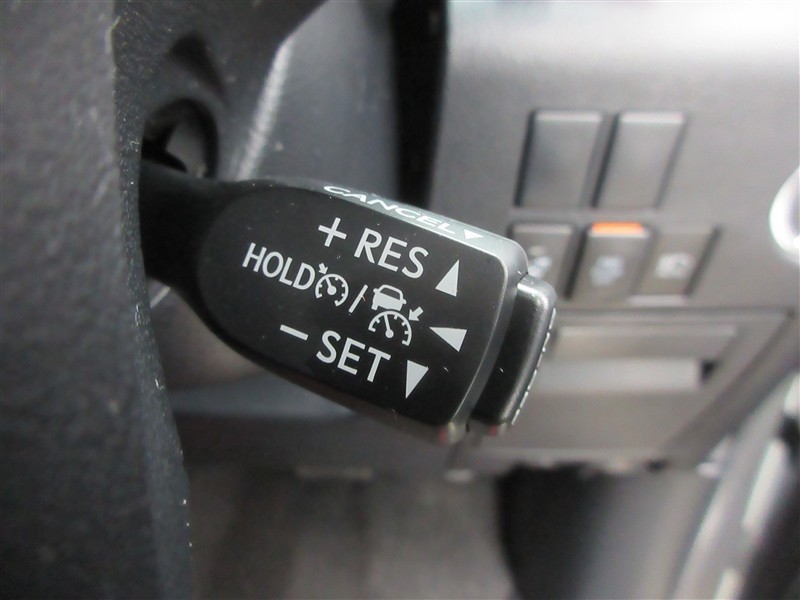 CANCEL
+ RES
HOLD /
− SET